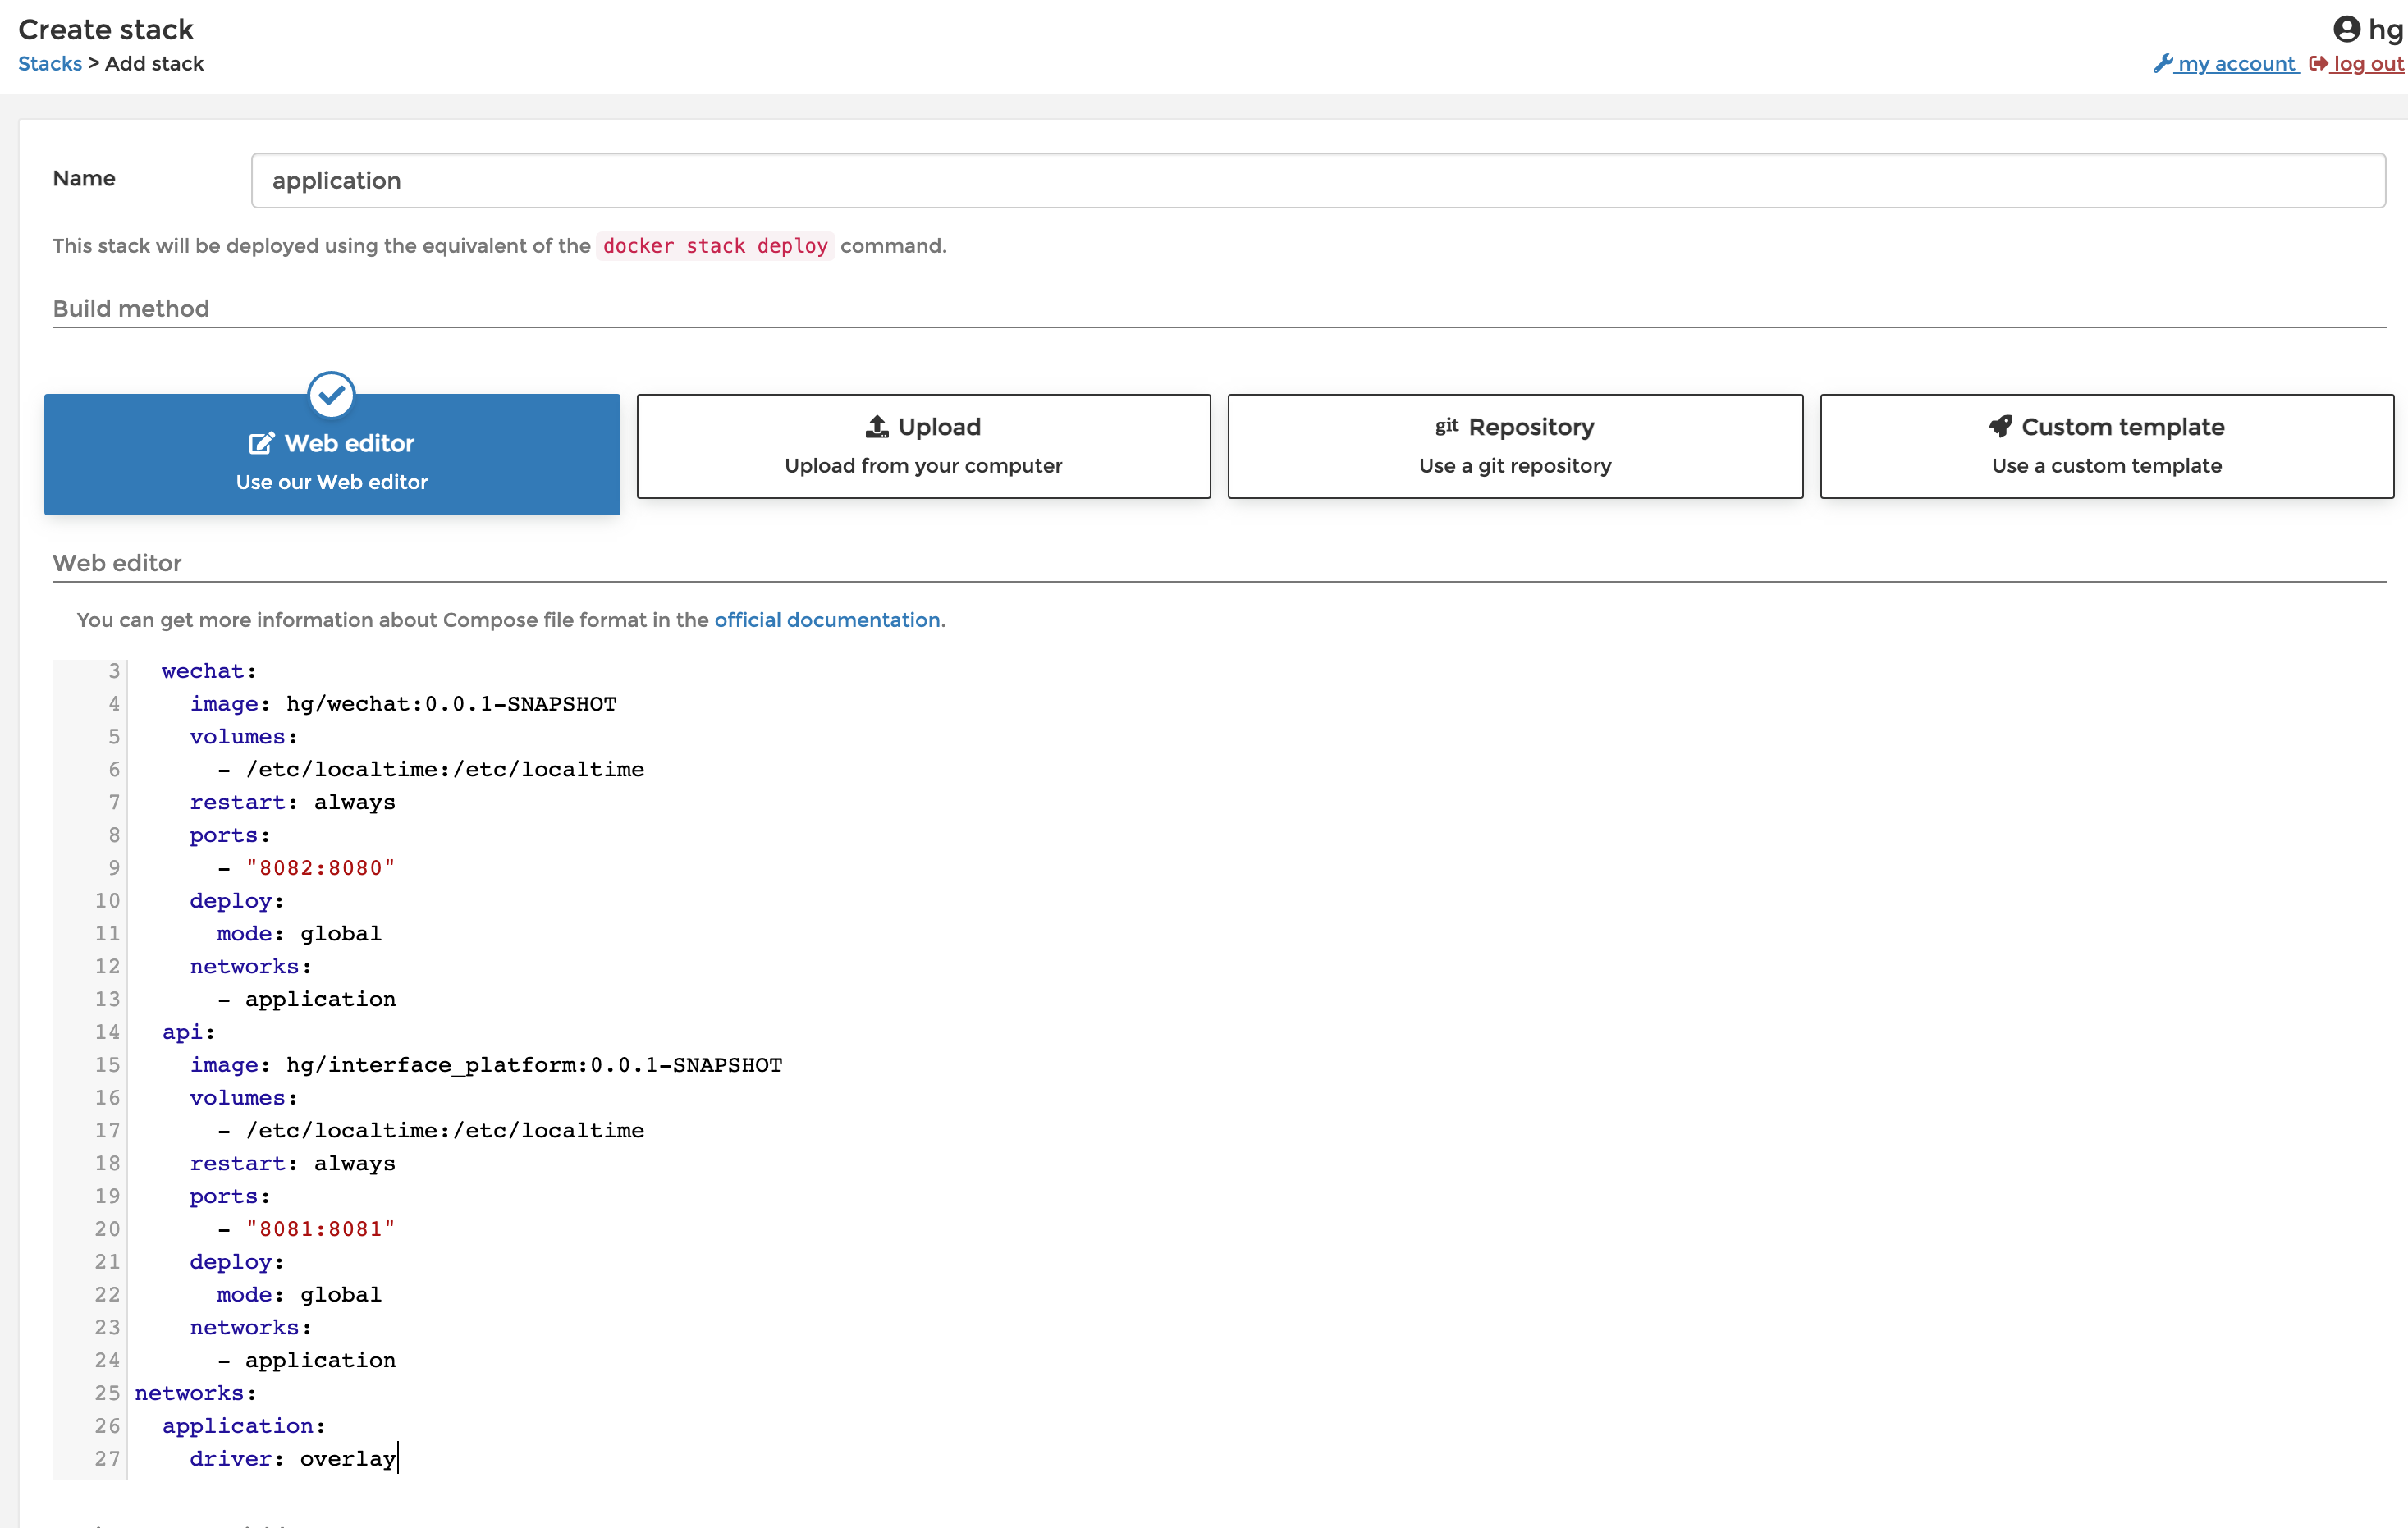 Create stack
hg
Stacks > Add stack
my account log out
Name
application
This stack will be deployed using the equivalent of the docker stack deploy command.
Build method
Web editor
Use our Web editor
Upload
Upload from your computer
git Repository
Use a git repository
Custom template
Use a custom template
Web editor
You can get more information about Compose file format in the official documentation.
3 wechat:
4 image: hg/wechat:0.0.1-SNAPSHOT
5 volumes:
6 - /etc/localtime:/etc/localtime
7 restart: always
8 ports:
9 - "8082:8080"
10 deploy:
11 mode: global
12 networks:
13 - application
14 api:
15 image: hg/interface_platform:0.0.1-SNAPSHOT
16 volumes:
17 - /etc/localtime:/etc/localtime
18 restart: always
19 ports:
20 - "8081:8081"
21 deploy:
22 mode: global
23 networks:
24 - application
25 networks:
26 application:
27 driver: overlay